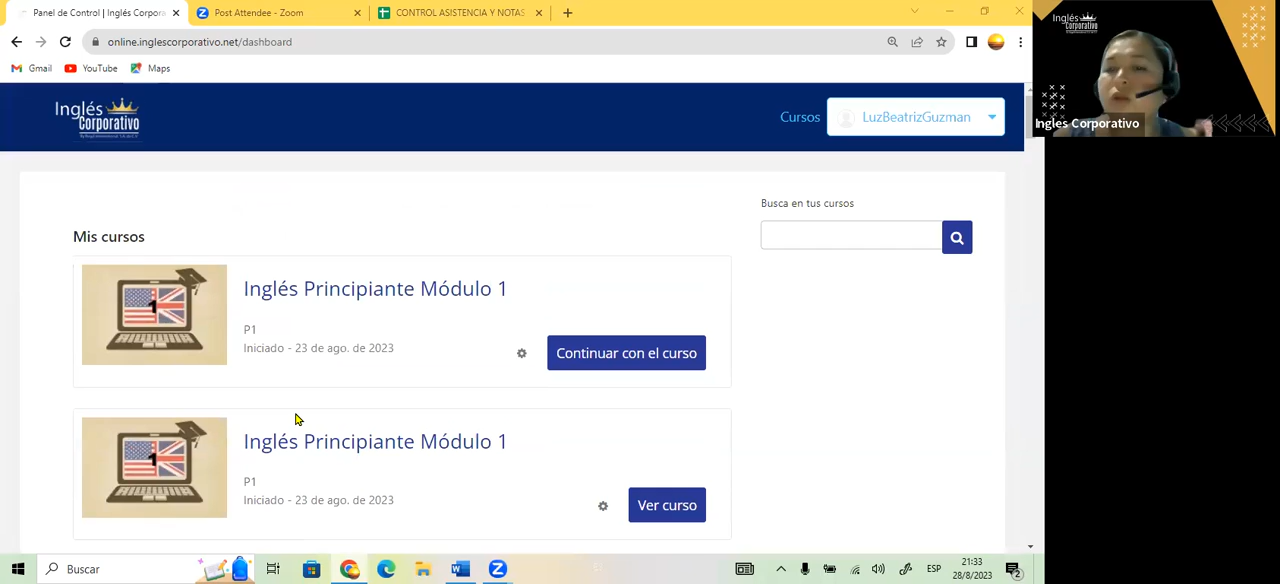 Panel de Control | Inglés Corpora
Post Attendee - Zoom
CONTROL ASISTENCIA Y NOTAS
online.inglescorporativo.net/dashboard
Gmail
YouTube
Maps
Inglés
Corporativo
Cursos
LuzBeatrizGuzman
Busca en tus cursos
Mis cursos
1
Inglés Principiante Módulo 1
P1
Iniciado - 23 de ago. de 2023
Continuar con el curso
1
Inglés Principiante Módulo 1
P1
Iniciado - 23 de ago. de 2023
Ver curso
Inglés
Corporativo
Ingles Corporativo
Buscar
ESP
21:33
28/8/2023
2